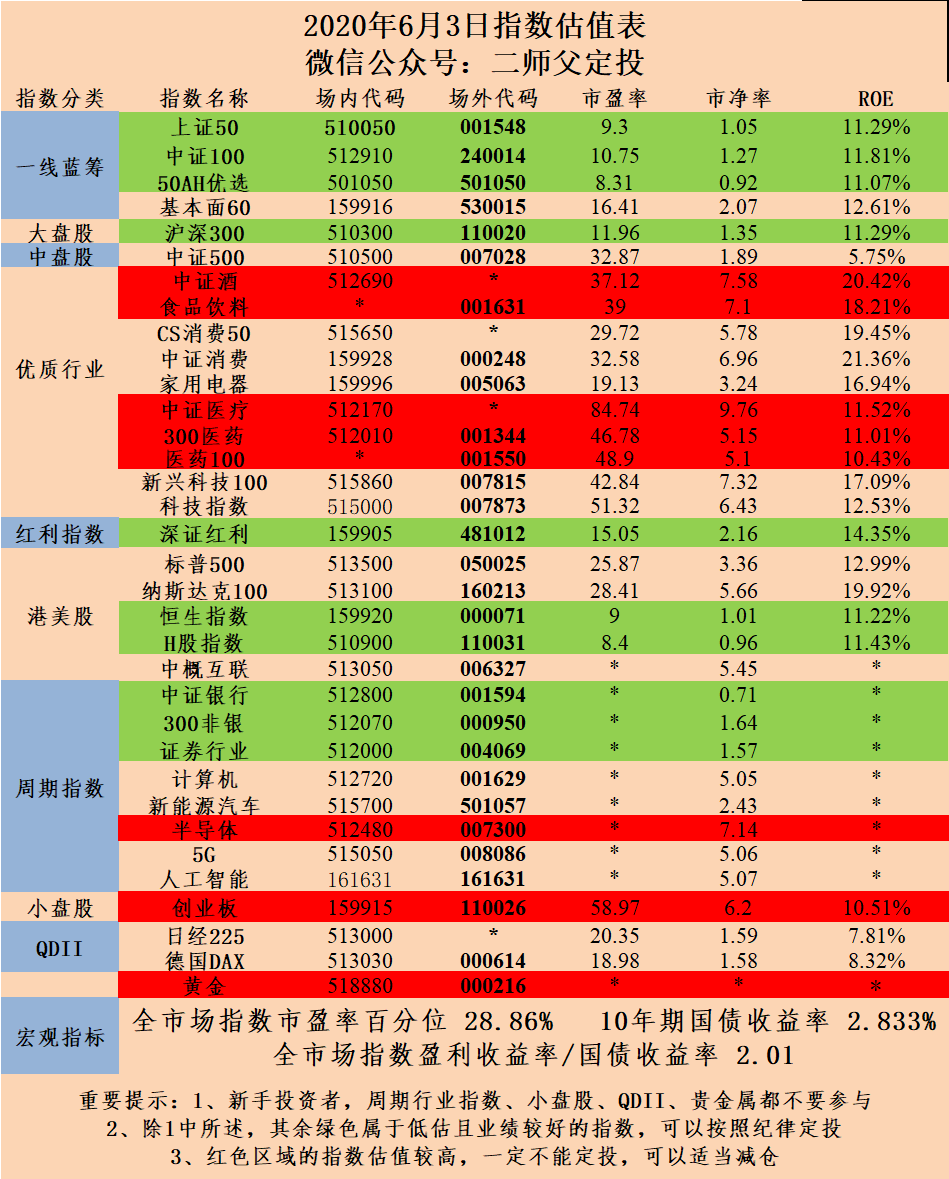 2020年6月3日指数估值表
微信公众号：二师父定投
指数分类 指数名称 场内代码 场外代码 市盈率 市净率 ROE
一线蓝筹
上证50 510050 001548 9.3 1.05 11.29%
中证100 512910 240014 10.75 1.27 11.81%
50AH优选 501050 501050 8.31 0.92 11.07%
基本面60 159916 530015 16.41 2.07 12.61%
大盘股 沪深300 510300 110020 11.96 1.35 11.29%
中盘股 中证500 510500 007028 32.87 1.89 5.75%
优质行业
中证酒 512690 * 37.12 7.58 20.42%
食品饮料 * 001631 39 7.1 18.21%
CS消费50 515650 * 29.72 5.78 19.45%
中证消费 159928 000248 32.58 6.96 21.36%
家用电器 159996 005063 19.13 3.24 16.94%
中证医疗 512170 * 84.74 9.76 11.52%
300医药 512010 001344 46.78 5.15 11.01%
医药100 * 001550 48.9 5.1 10.43%
新兴科技100 515860 007815 42.84 7.32 17.09%
科技指数 515000 007873 51.32 6.43 12.53%
红利指数 深证红利 159905 481012 15.05 2.16 14.35%
港美股
标普500 513500 050025 25.87 3.36 12.99%
纳斯达克100 513100 160213 28.41 5.66 19.92%
恒生指数 159920 000071 9 1.01 11.22%
H股指数 510900 110031 8.4 0.96 11.43%
中概互联 513050 006327 * 5.45 *
周期指数
中证银行 512800 001594 * 0.71 *
300非银 512070 000950 * 1.64 *
证券行业 512000 004069 * 1.57 *
计算机 512720 001629 * 5.05 *
新能源汽车 515700 501057 * 2.43 *
半导体 512480 007300 * 7.14 *
5G 515050 008086 * 5.06 *
人工智能 161631 161631 * 5.07 *
小盘股 创业板 159915 110026 58.97 6.2 10.51%
QDII
日经225 513000 * 20.35 1.59 7.81%
德国DAX 513030 000614 18.98 1.58 8.32%
黄金 518880 000216 * * *
宏观指标
全市场指数市盈率百分位 28.86% 10年期国债收益率 2.833%
全市场指数盈利收益率/国债收益率 2.01
重要提示：1、新手投资者，周期行业指数、小盘股、QDII、贵金属都不要参与
2、除1中所述，其余绿色属于低估且业绩较好的指数，可以按照纪律定投
3、红色区域的指数估值较高，一定不能定投，可以适当减仓